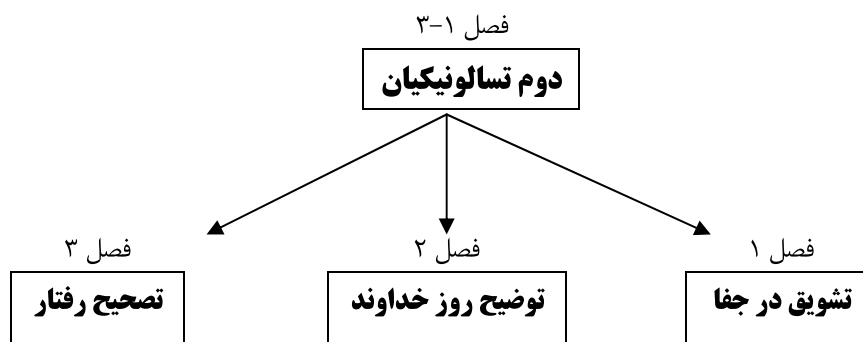 فصل ۱-۳
دوم تسالونیکیان
فصل ۱
فصل ۲
فصل ۳
تشویق در جفا
توضیح روز خداوند
تصحیح رفتار